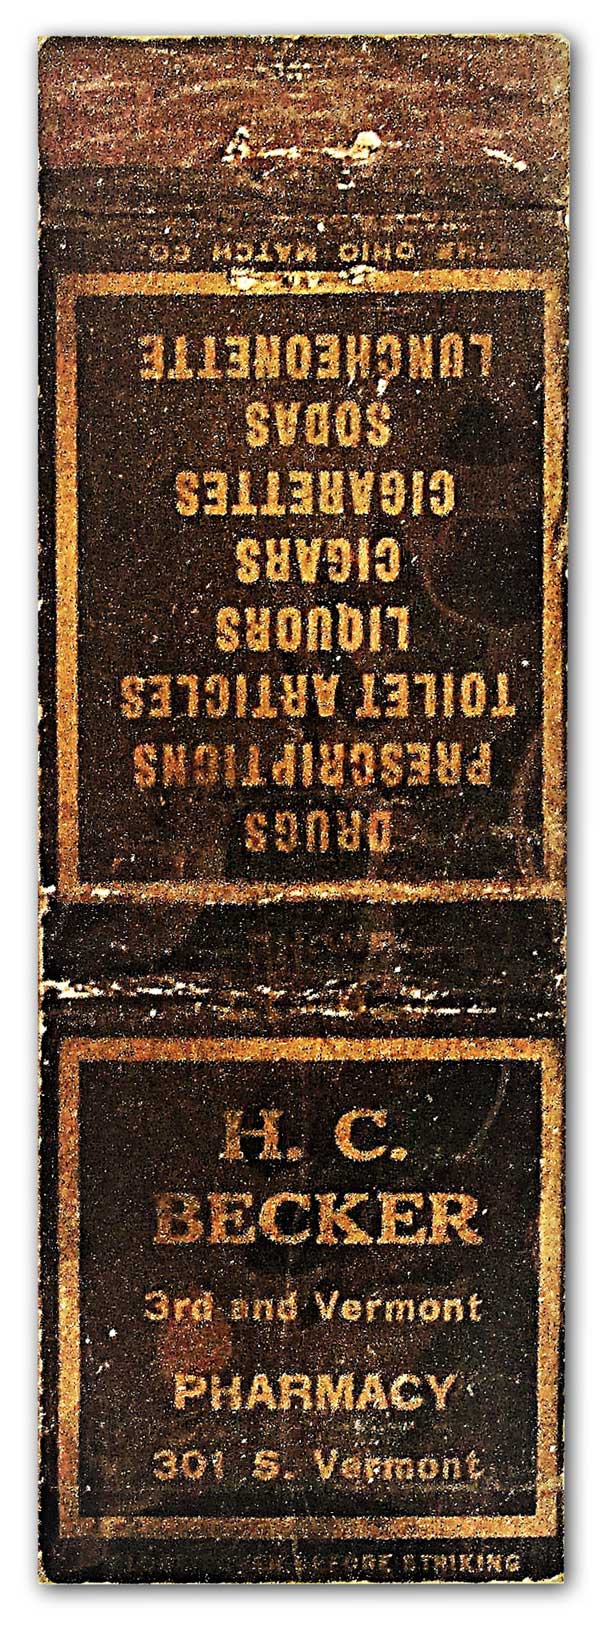 H. C.
BECKER
3rd and Vermont
PHARMACY
301 S. Vermont
BEFORE STRIKING
DRUGS
PRESCRIPTIONS
TOILET ARTICLES
LIQUORS
CIGARS
CIGARETTES
SODAS
LUNCHEONETTE
THE OHIO MATCH CO.